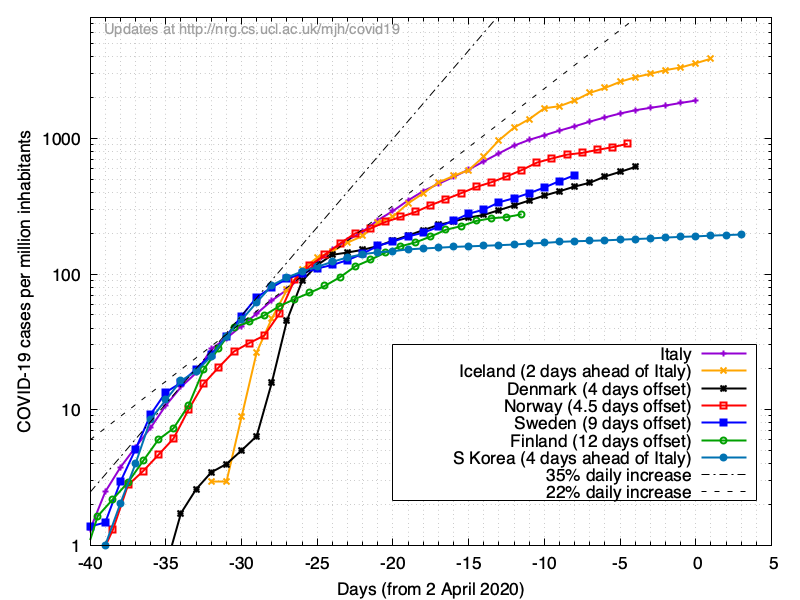 Updates at http://nrg.cs.ucl.ac.uk/mjh/covid19
COVID-19 cases per million inhabitants
1000
100
10
1
Italy
Iceland (2 days ahead of Italy)
Denmark (4 days offset)
Norway (4.5 days offset)
Sweden (9 days offset)
Finland (12 days offset)
S Korea (4 days ahead of Italy)
35% daily increase
22% daily increase
-40 -35 -30 -25 -20 -15 -10 -5 0 5
Days (from 2 April 2020)